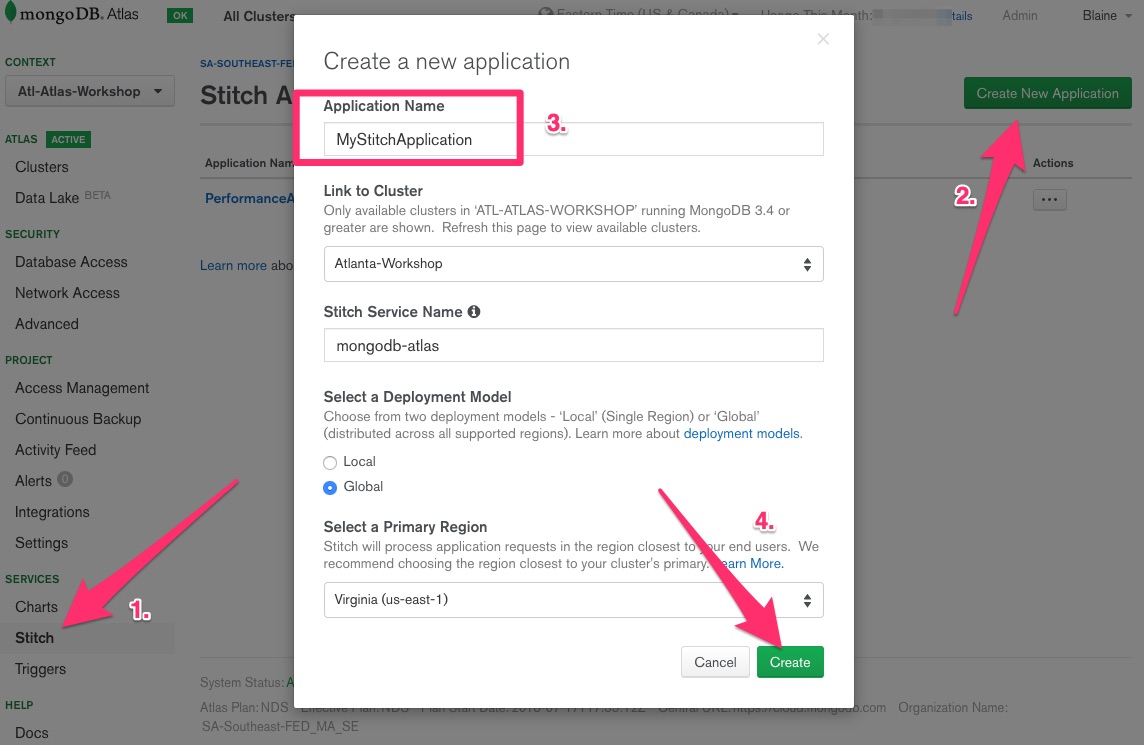 mongoDB. Atlas
OK
All Clusters
Eastern Time (US & Canada)
Usage This Month:
tails
Admin
Blaine
CONTEXT
Atl-Atlas-Workshop
ATLAS ACTIVE
Clusters
Data Lake BETA
SECURITY
Database Access
Network Access
Advanced
PROJECT
Access Management
Continuous Backup
Activity Feed
Alerts 0
Integrations
Settings
SERVICES
Charts
1.
Stitch
Triggers
HELP
Docs
SA-SOUTHEAST-FE
Stitch A
Create New Application
Application Nam
Actions
PerformanceA
...
2.
Learn more abo
Create a new application
Application Name
MyStitchApplication
3.
Link to Cluster
Only available clusters in ‘ATL-ATLAS-WORKSHOP’ running MongoDB 3.4 or
greater are shown. Refresh this page to view available clusters.
Atlanta-Workshop
Stitch Service Name
mongodb-atlas
Select a Deployment Model
Choose from two deployment models - ‘Local’ (Single Region) or ‘Global’
(distributed across all supported regions). Learn more about deployment models.
Local
Global
4.
Select a Primary Region
Stitch will process application requests in the region closest to your end users. We
recommend choosing the region closest to your cluster's primary. Learn More.
Virginia (us-east-1)
Cancel
Create
System Status: A
Atlas Plan: NDS
Organization Name:
SA-Southeast-FED_MA_SE